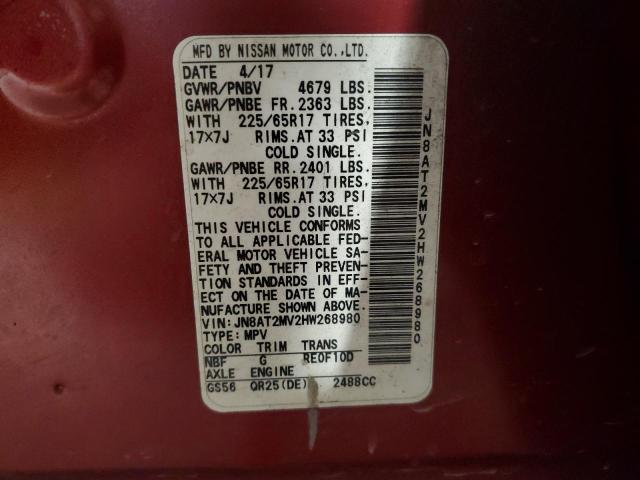 MFD BY NISSAN MOTOR CO.,LTD.
DATE 4/17
GVWR/PNBV 4679 LBS.
GAWR/PNBE FR.2363 LBS.
WITH 225/65R17 TIRES,
17×7J RIMS.AT 33 PSI
COLD SINGLE.
GAWR/PNBE RR.2401 LBS.
WITH 225/65R17 TIRES,
17×7J RIMS.AT 33 PSI
COLD SINGLE.
THIS VEHICLE CONFORMS
TO ALL APPLICABLE FED-
ERAL MOTOR VEHICLE SA-
FETY AND THEFT PREVEN-
TION STANDARDS IN EFF-
ECT ON THE DATE OF MA-
NUFACTURE SHOWN ABOVE.
VIN:JN8AT2MV2HW268980
TYPE:MPV
COLOR TRIM TRANS
NBF G RE0F10D
AXLE ENGINE
GS56 QR25(DE) 2488CC
JN8AT2MV2HW268980